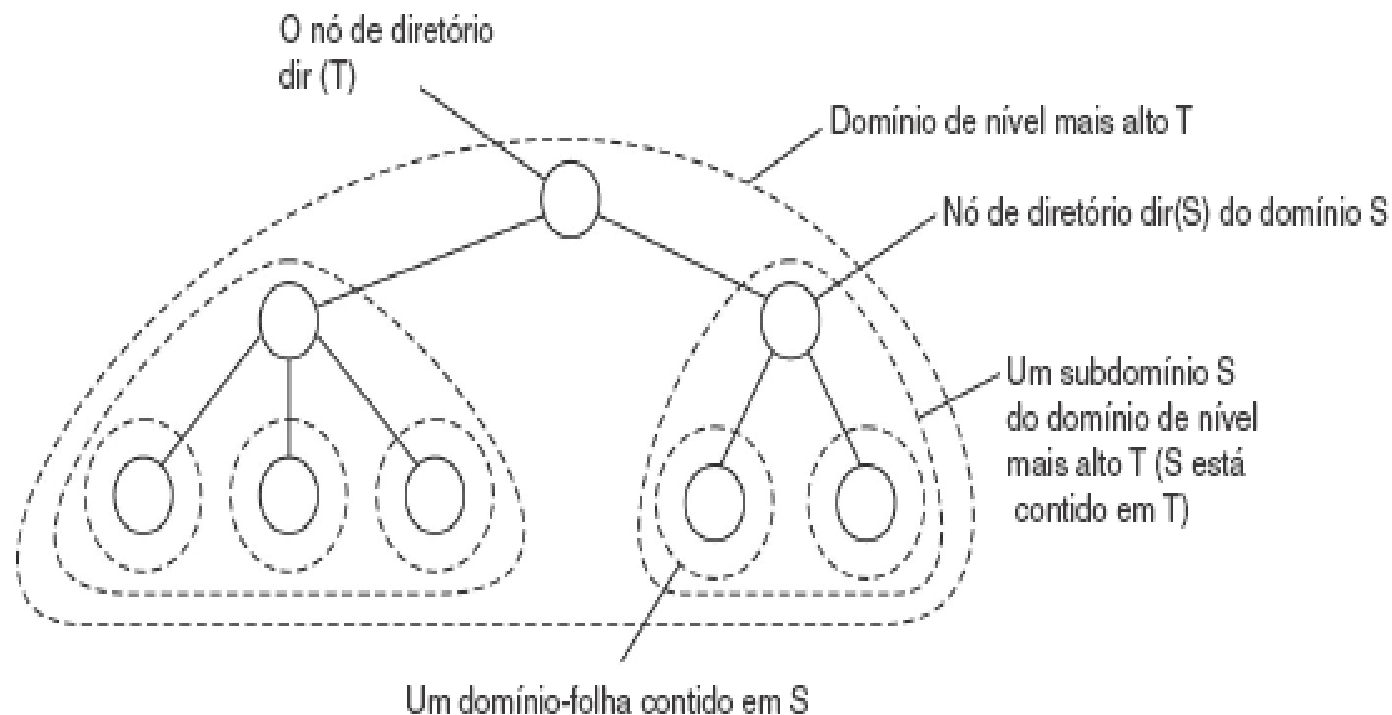 O nó de diretório
dir (T)
Domínio de nível mais alto T
Nó de diretório dir(S) do domínio S
Um subdomínio S
do domínio de nível
mais alto T (S está
contido em T)
Um domínio-folha contido em S